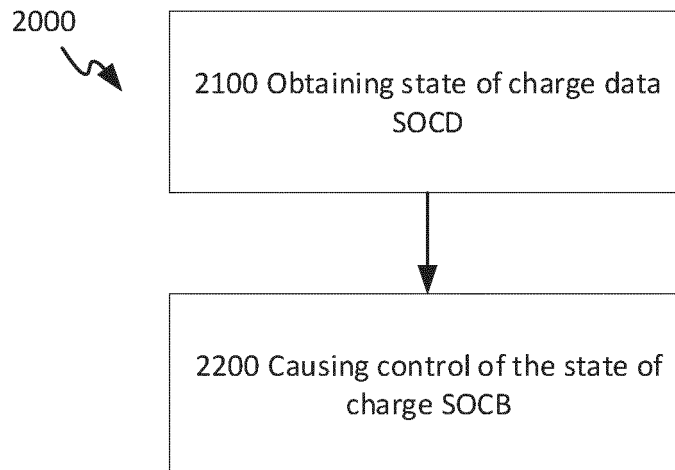 2000
2100 Obtaining state of charge data
SOCD
2200 Causing control of the state of
charge SOCB